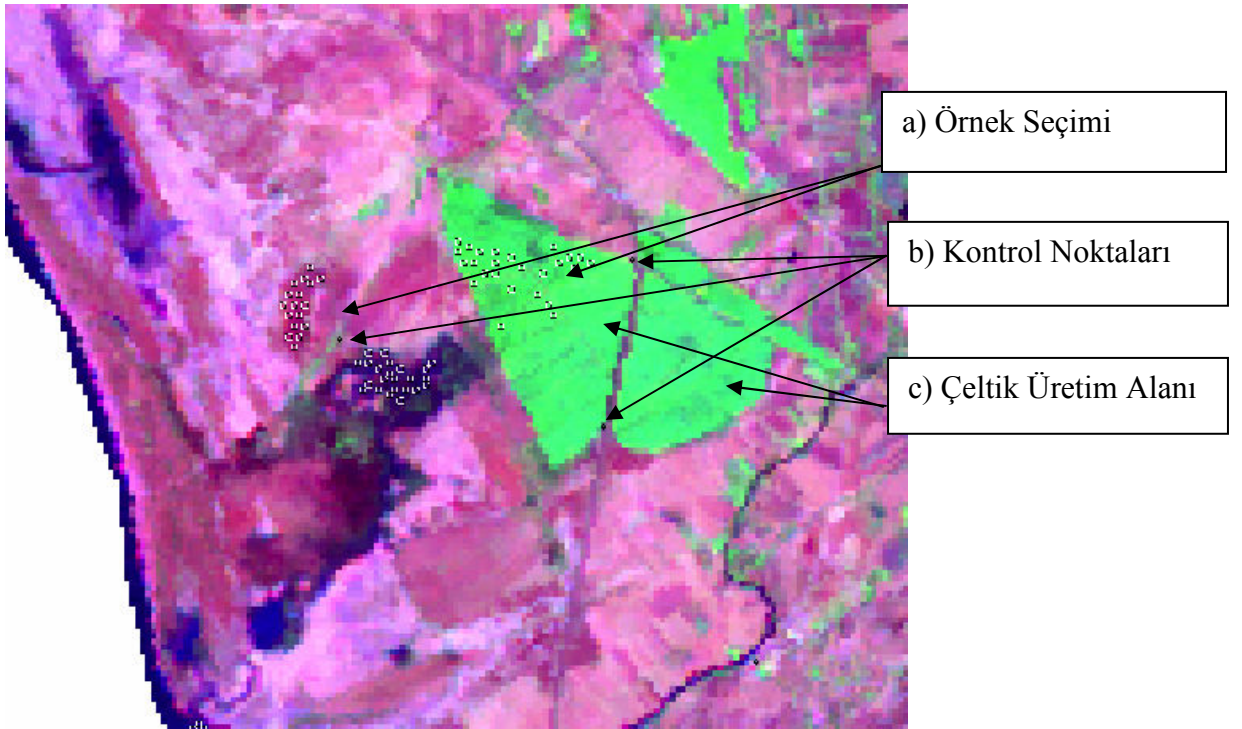 a) Örnek Seçimi
b) Kontrol Noktaları
c) Çeltik Üretim Alanı